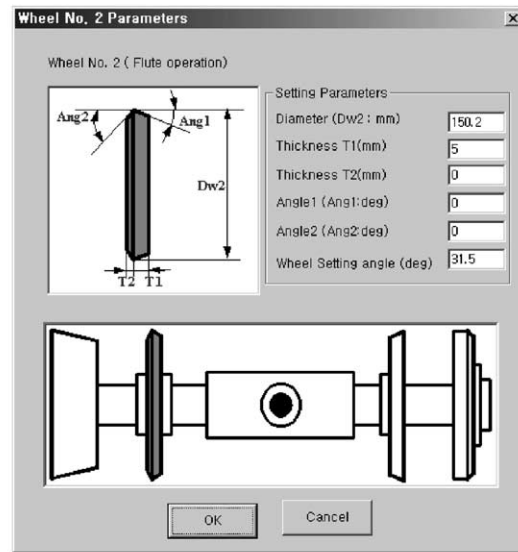 Wheel No. 2 Parameters
Wheel No. 2 ( Flute operation)
Ang2
Ang1
Dw2
T2 T1
Setting Parameters
Diameter (Dw2 : mm) 150.2
Thickness T1(mm) 5
Thickness T2(mm) 0
Angle1 (Ang1:deg) 0
Angle2 (Ang2:deg) 0
Wheel Setting angle (deg) 31.5
OK Cancel